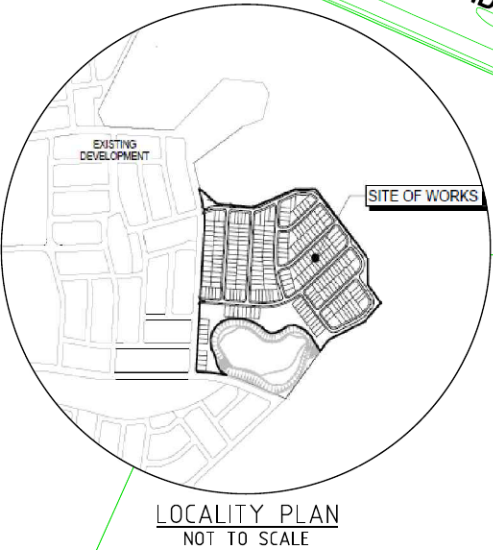 EXISTING
DEVELOPMENT
SITE OF WORKS
LOCALITY PLAN
NOT TO SCALE